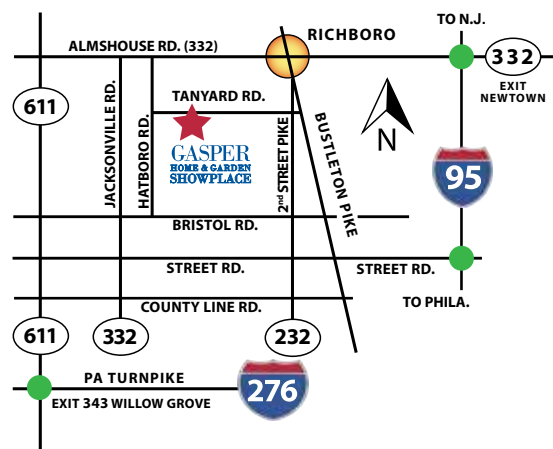 TO N.J.
RICHBORO
ALMSHOUSE RD. (332)
332
EXIT
NEWTOWN
611
JACKSONVILLE RD.
HATBORO RD.
TANYARD RD.
GASPER
HOME & GARDEN
SHOWPLACE
2nd STREET PIKE
BUSTLETON PIKE
N
95
BRISTOL RD.
STREET RD.
STREET RD.
COUNTY LINE RD.
TO PHILA.
611
332
232
PA TURNPIKE
276
EXIT 343 WILLOW GROVE